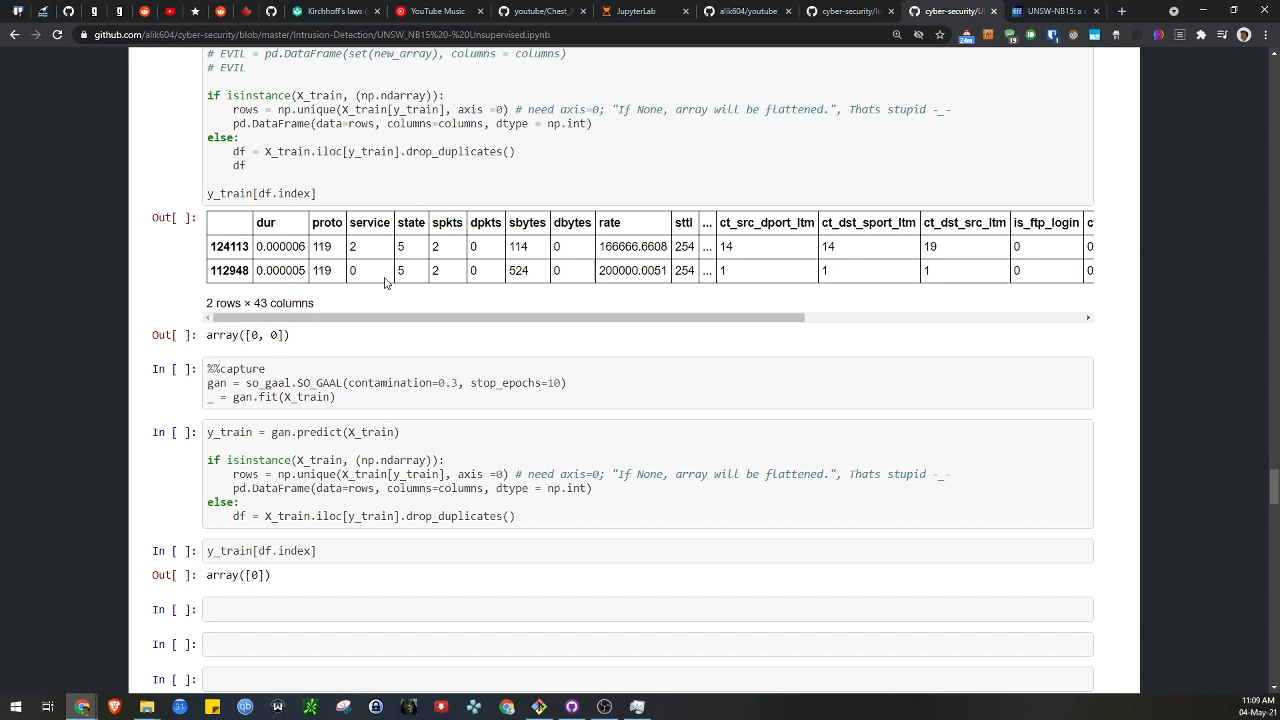 Kirchhoff's laws (
YouTube Music
youtube/Chest_
JupyterLab
alik604/youtube
cyber-security/I
cyber-security/U
UNSW-NB15: a
github.com/alik604/cyber-security/blob/master/Intrusion-Detection/UNSW_NB15%20-%20Unsupervised.ipynb
24m
19
# EVIL = pd.DataFrame(set(new_array), columns = columns)
# EVIL
if isinstance(X_train, (np.ndarray)):
rows = np.unique(X_train[y_train], axis =0) # need axis=0; "If None, array will be flattened.", Thats stupid -_-
pd.DataFrame(data=rows, columns=columns, dtype = np.int)
else:
df = X_train.iloc[y_train].drop_duplicates()
df
y_train[df.index]
Out[ ]:
dur proto service state spkts dpkts sbytes dbytes rate sttl ... ct_src_dport_ltm ct_dst_sport_ltm ct_dst_src_ltm is_ftp_login c
124113 0.000006 119 2 5 2 0 114 0 166666.6608 254 ... 14 14 19 0 0
112948 0.000005 119 0 5 2 0 524 0 200000.0051 254 ... 1 1 1 0 0
2 rows × 43 columns
Out[ ]: array([0, 0])
In [ ]: %%capture
gan = so_gaal.SO_GAAL(contamination=0.3, stop_epochs=10)
_ = gan.fit(X_train)
In [ ]: y_train = gan.predict(X_train)
if isinstance(X_train, (np.ndarray)):
rows = np.unique(X_train[y_train], axis =0) # need axis=0; "If None, array will be flattened.", Thats stupid -_-
pd.DataFrame(data=rows, columns=columns, dtype = np.int)
else:
df = X_train.iloc[y_train].drop_duplicates()
In [ ]: y_train[df.index]
Out[ ]: array([0])
In [ ]:
In [ ]:
In [ ]:
11:09 AM
04-May-21